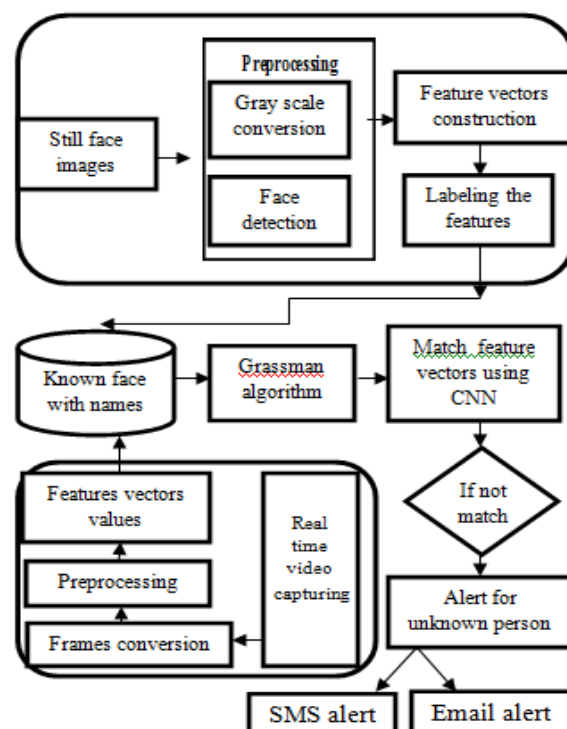 Preprocessing
Gray scale
conversion
Feature vectors
construction
Still face
images
Face
detection
Labeling the
features
Known face
with names
Grassman
algorithm
Match feature
vectors using
CNN
Features vectors
values
Preprocessing
Frames conversion
Real
time
video
capturing
If not
match
Alert for
unknown person
SMS alert
Email alert